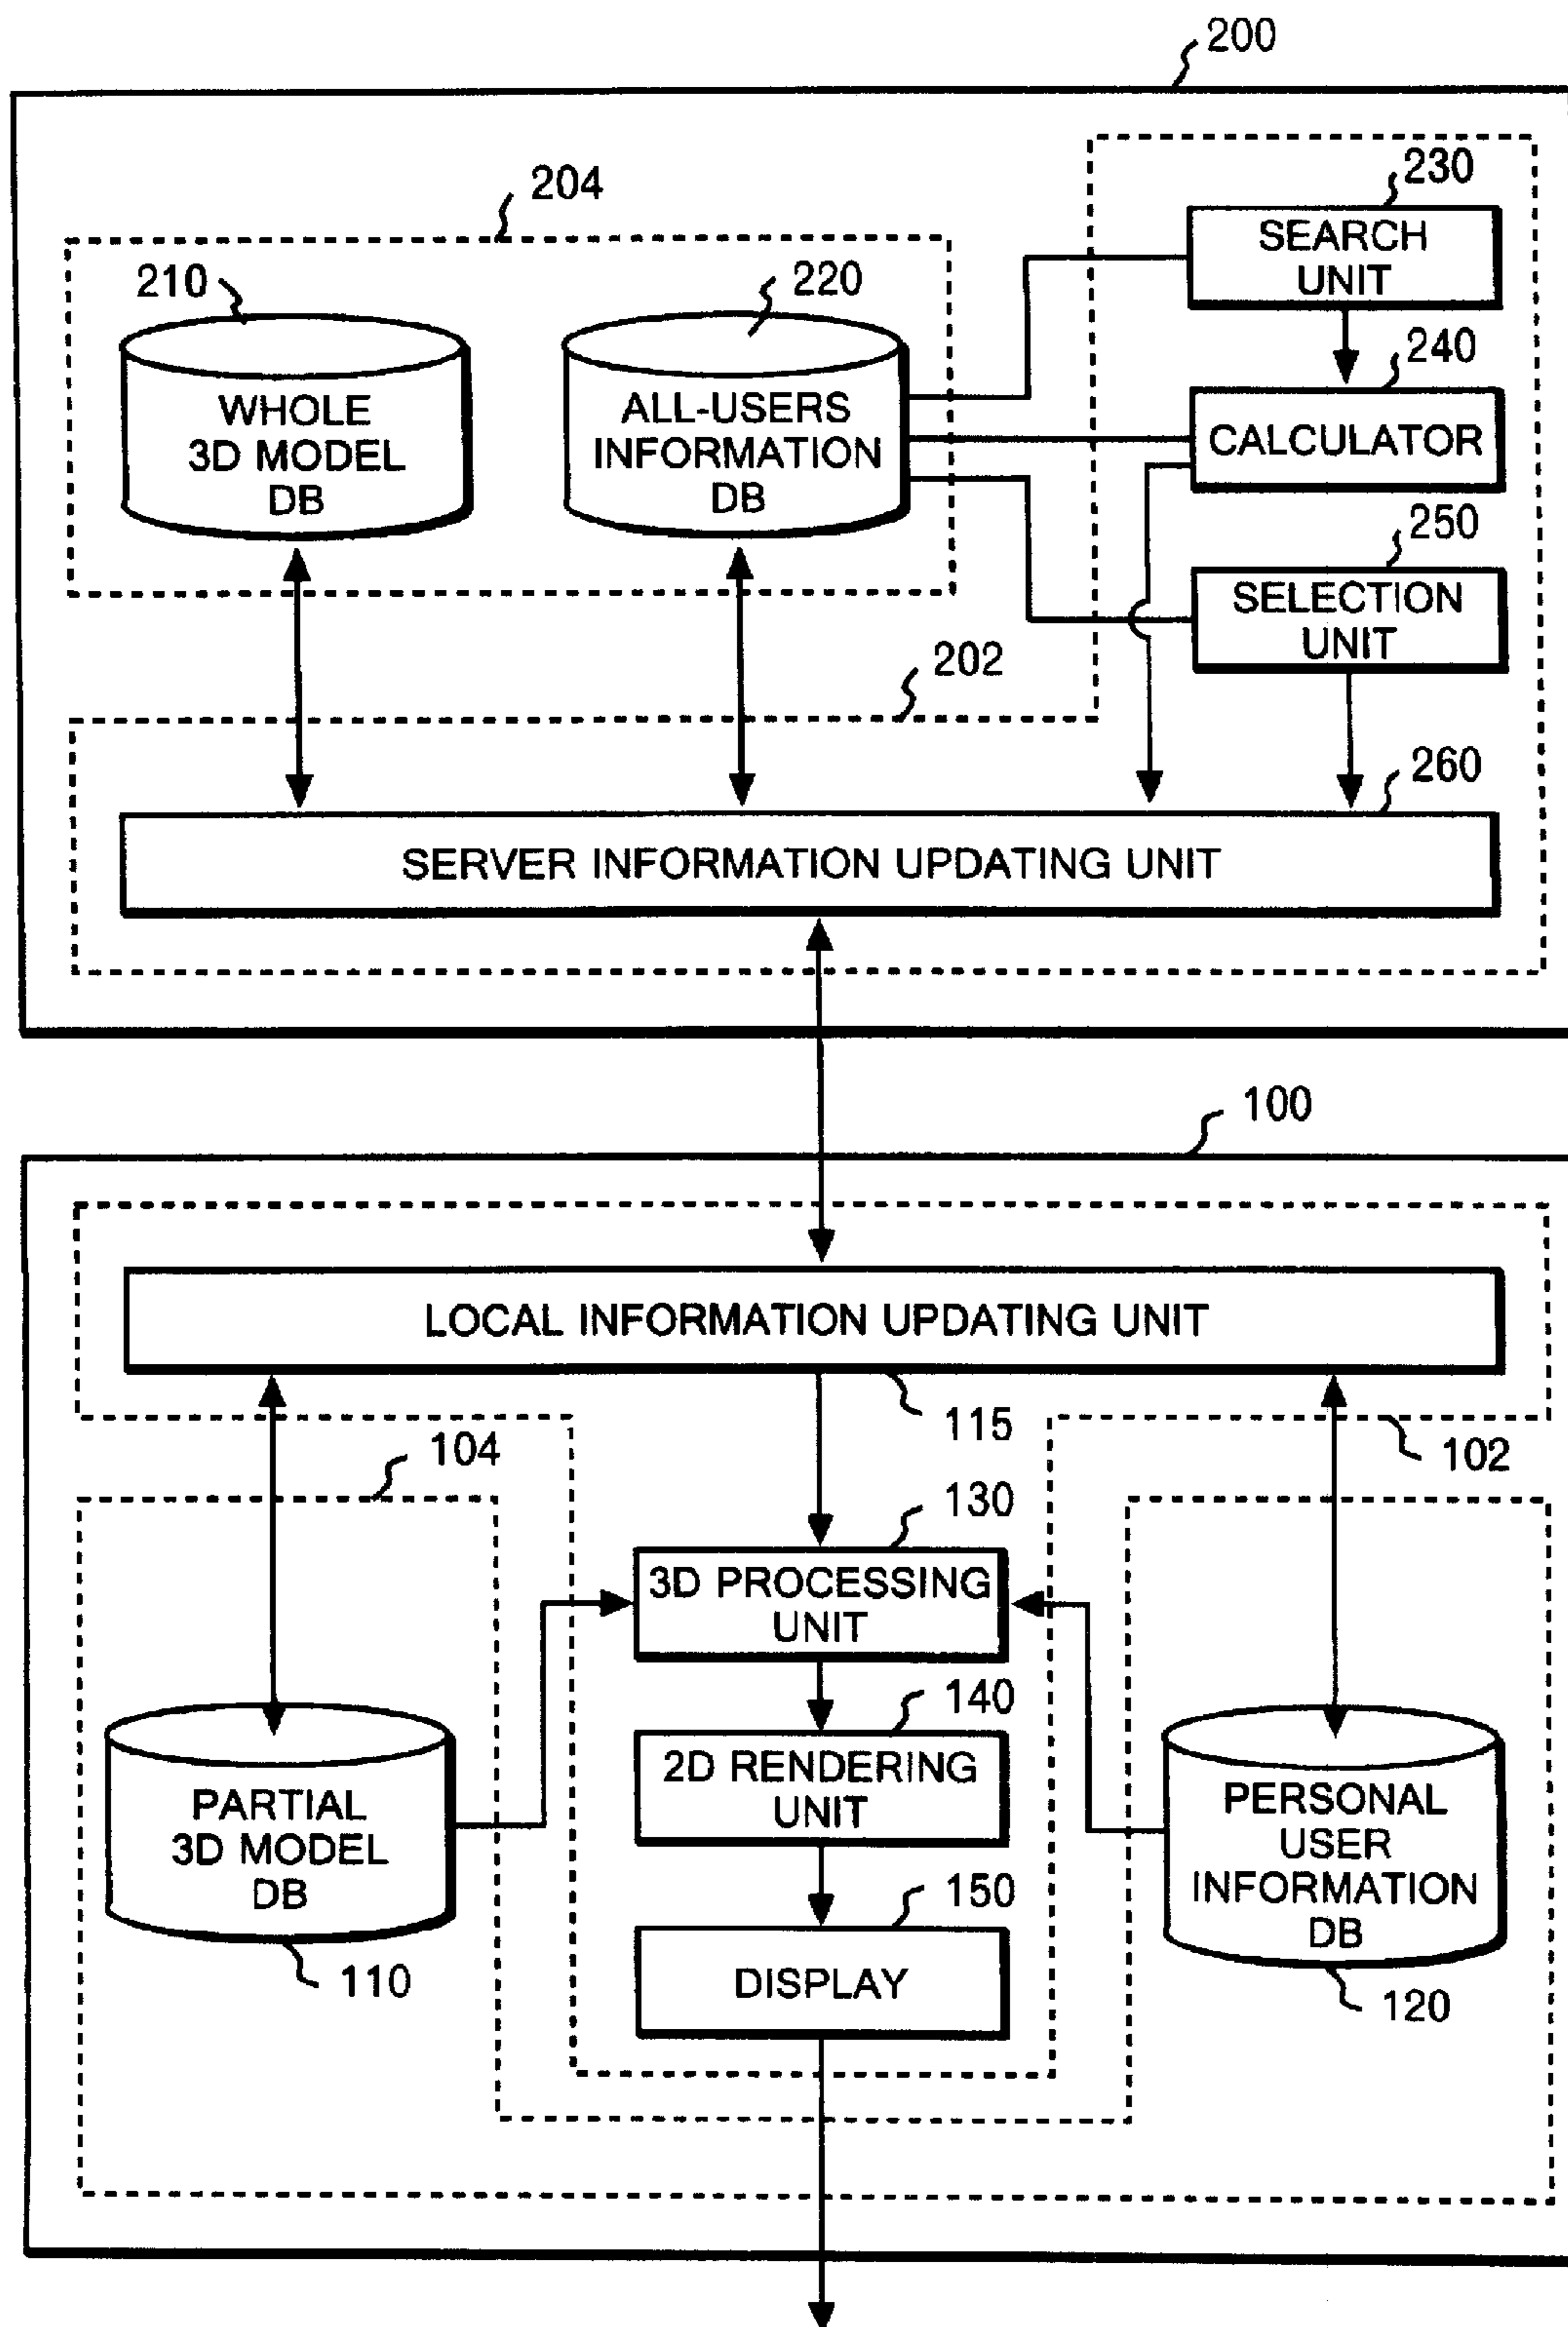 200
204
230
SEARCH
UNIT
210
220
240
WHOLE
3D MODEL
DB
ALL-USERS
INFORMATION
DB
CALCULATOR
250
SELECTION
UNIT
202
260
SERVER INFORMATION UPDATING UNIT
100
LOCAL INFORMATION UPDATING UNIT
115
102
104
130
3D PROCESSING
UNIT
140
2D RENDERING
UNIT
PARTIAL
3D MODEL
DB
PERSONAL
USER
INFORMATION
DB
150
DISPLAY
110
120